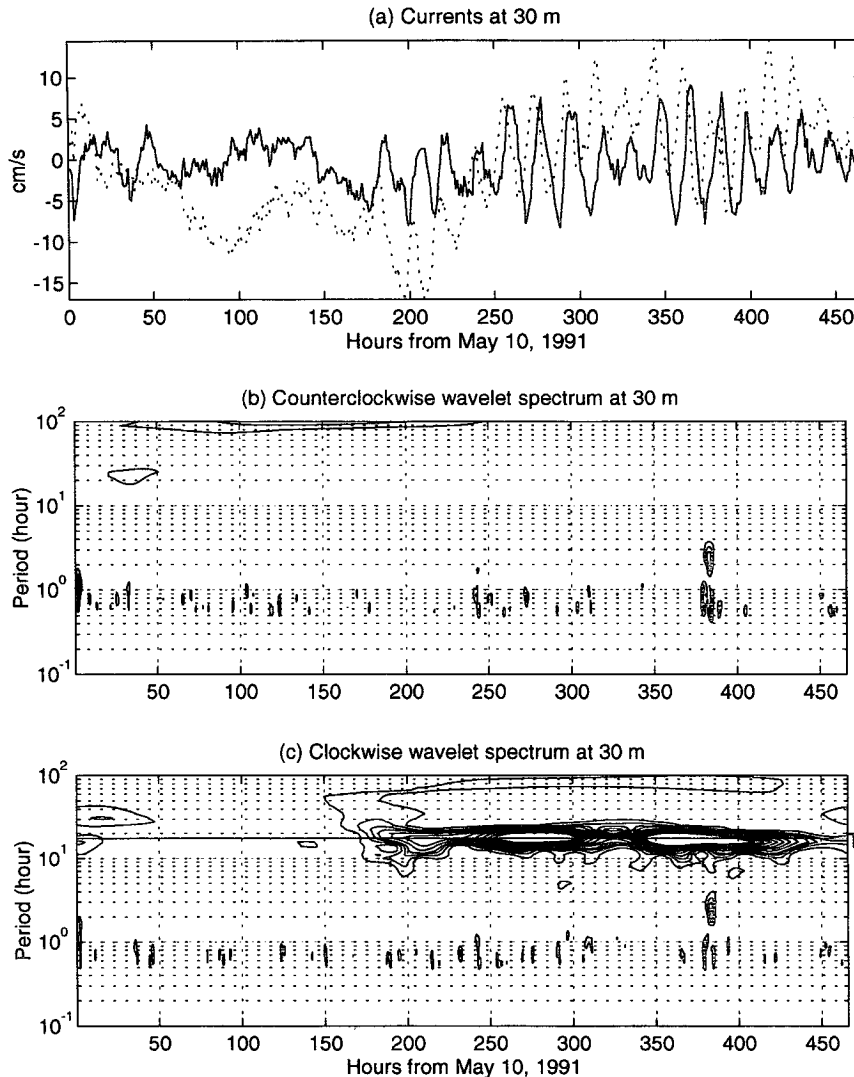 (a) Currents at 30 m
10
5
0
-5
-10
-15
cm/s
0 50 100 150 200 250 300 350 400 450
Hours from May 10, 1991
(b) Counterclockwise wavelet spectrum at 30 m
10^2
10^1
10^0
10^-1
Period (hour)
50 100 150 200 250 300 350 400 450
(c) Clockwise wavelet spectrum at 30 m
10^2
10^1
10^0
10^-1
Period (hour)
50 100 150 200 250 300 350 400 450
Hours from May 10, 1991